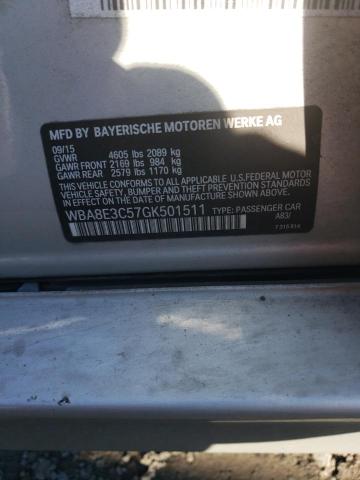 MFD BY BAYERISCHE MOTOREN WERKE AG
09/15
GVWR 4605 lbs 2089 kg
GAWR FRONT 2169 lbs 984 kg
GAWR REAR 2579 lbs 1170 kg
THIS VEHICLE CONFORMS TO ALL APPLICABLE U.S. FEDERAL MOTOR
VEHICLE SAFETY, BUMPER AND THEFT PREVENTION STANDARDS IN
EFFECT ON THE DATE OF MANUFACTURE SHOWN ABOVE.
WBA8E3C57GK501511 TYPE: PASSENGER CAR
A83/